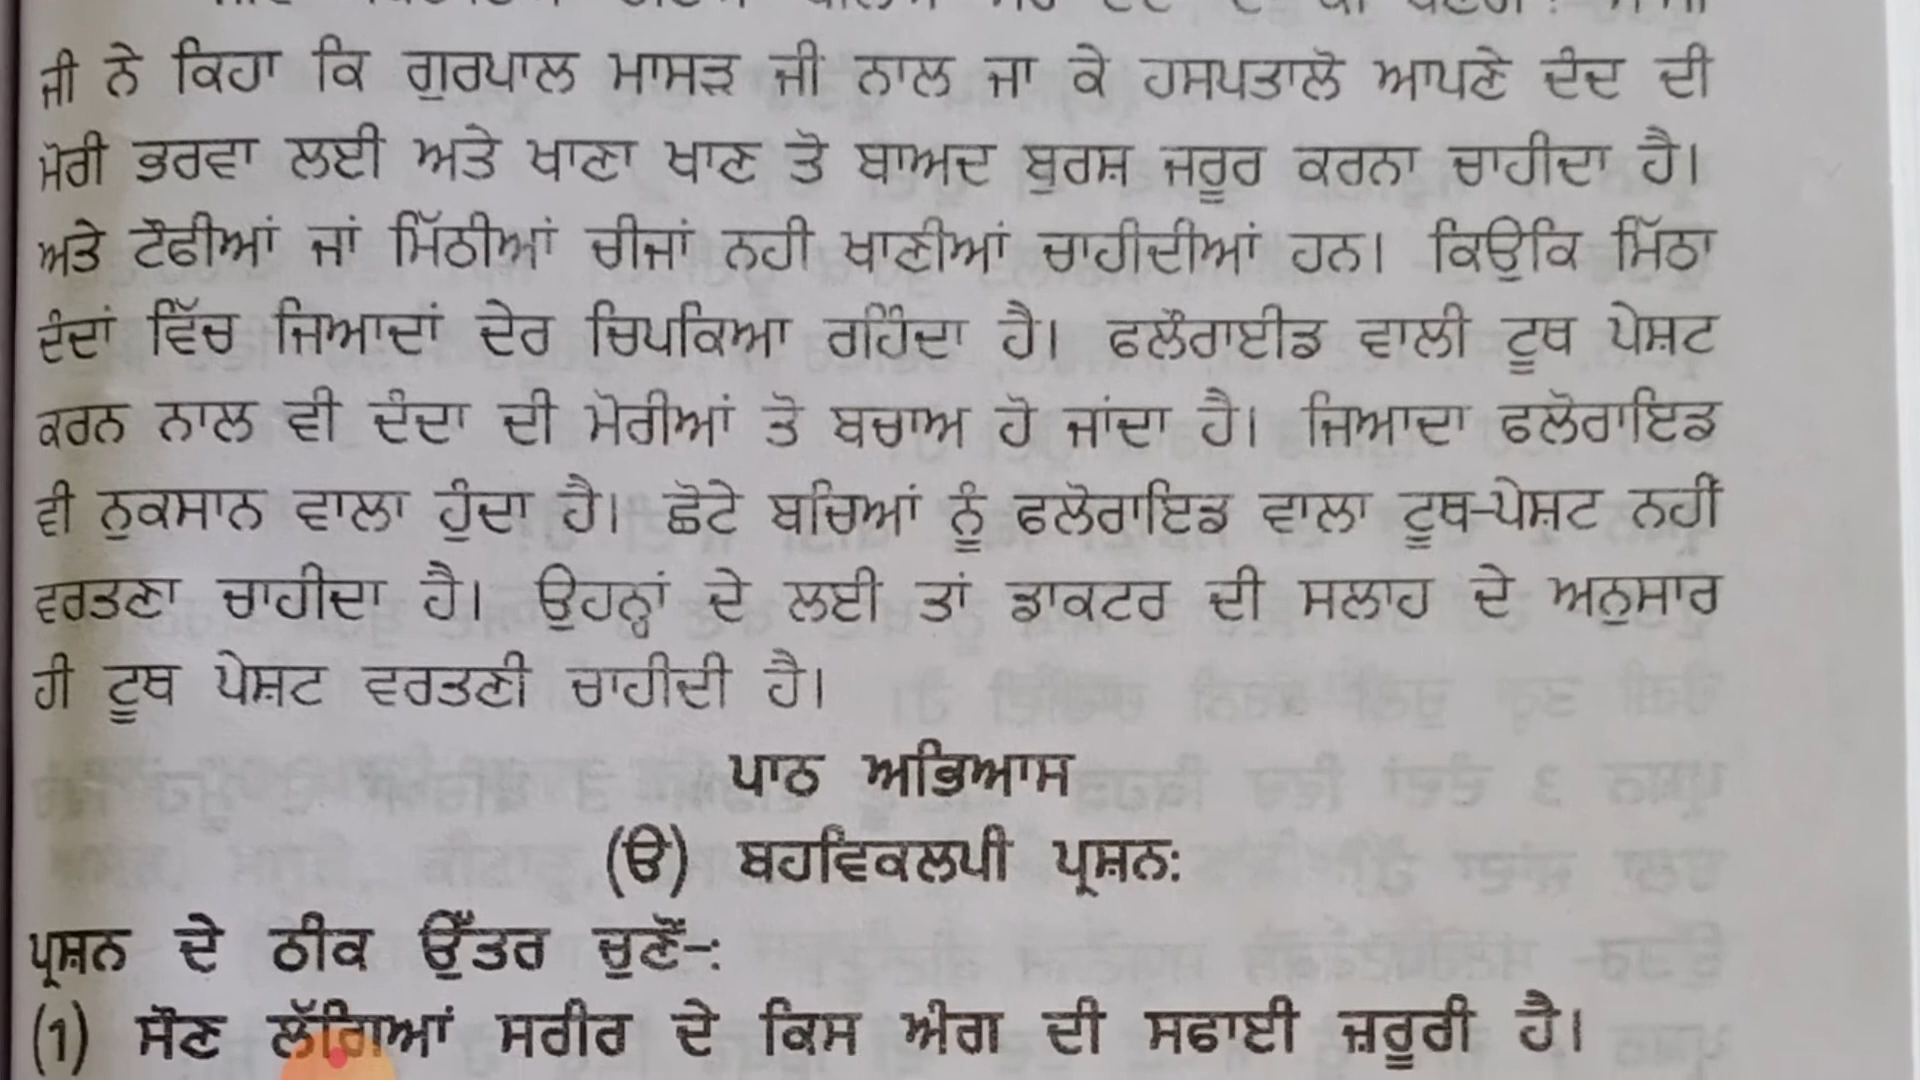 ਜੀ ਨੇ ਕਿਹਾ ਕਿ ਗੁਰਪਾਲ ਮਾਸੜ ਜੀ ਨਾਲ ਜਾ ਕੇ ਹਸਪਤਾਲੋ ਆਪਣੇ ਦੰਦ ਦੀ
ਮੋਰੀ ਭਰਵਾ ਲਈ ਅਤੇ ਖਾਣਾ ਖਾਣ ਤੋ ਬਾਅਦ ਬੁਰਸ਼ ਜਰੂਰ ਕਰਨਾ ਚਾਹੀਦਾ ਹੈ।
ਅਤੇ ਟੌਫੀਆਂ ਜਾਂ ਮਿੱਠੀਆਂ ਚੀਜਾਂ ਨਹੀ ਖਾਣੀਆਂ ਚਾਹੀਦੀਆਂ ਹਨ। ਕਿਉਕਿ ਮਿੱਠਾ
ਦੰਦਾਂ ਵਿੱਚ ਜਿਆਦਾਂ ਦੇਰ ਚਿਪਕਿਆ ਰਹਿੰਦਾ ਹੈ। ਫਲੌਰਾਈਡ ਵਾਲੀ ਟੂਥ ਪੇਸ਼ਟ
ਕਰਨ ਨਾਲ ਵੀ ਦੰਦਾ ਦੀ ਮੋਰੀਆਂ ਤੋ ਬਚਾਅ ਹੋ ਜਾਂਦਾ ਹੈ। ਜਿਆਦਾ ਫਲੋਰਾਇਡ
ਵੀ ਨੁਕਸਾਨ ਵਾਲਾ ਹੁੰਦਾ ਹੈ। ਛੋਟੇ ਬਚਿਆਂ ਨੂੰ ਫਲੋਰਾਇਡ ਵਾਲਾ ਟੂਥ-ਪੇਸ਼ਟ ਨਹੀਂ
ਵਰਤਣਾ ਚਾਹੀਦਾ ਹੈ। ਉਹਨ੍ਹਾਂ ਦੇ ਲਈ ਤਾਂ ਡਾਕਟਰ ਦੀ ਸਲਾਹ ਦੇ ਅਨੁਸਾਰ
ਹੀ ਟੂਥ ਪੇਸ਼ਟ ਵਰਤਣੀ ਚਾਹੀਦੀ ਹੈ।
ਪਾਠ ਅਭਿਆਸ
(ੳ) ਬਹਵਿਕਲਪੀ ਪ੍ਰਸ਼ਨ:
ਪ੍ਰਸ਼ਨ ਦੇ ਠੀਕ ਉੱਤਰ ਚੁਣੌਂ-:
(1) ਸੋਣ ਲੱਗਿਆਂ ਸਰੀਰ ਦੇ ਕਿਸ ਅੰਗ ਦੀ ਸਫਾਈ ਜ਼ਰੂਰੀ ਹੈ।